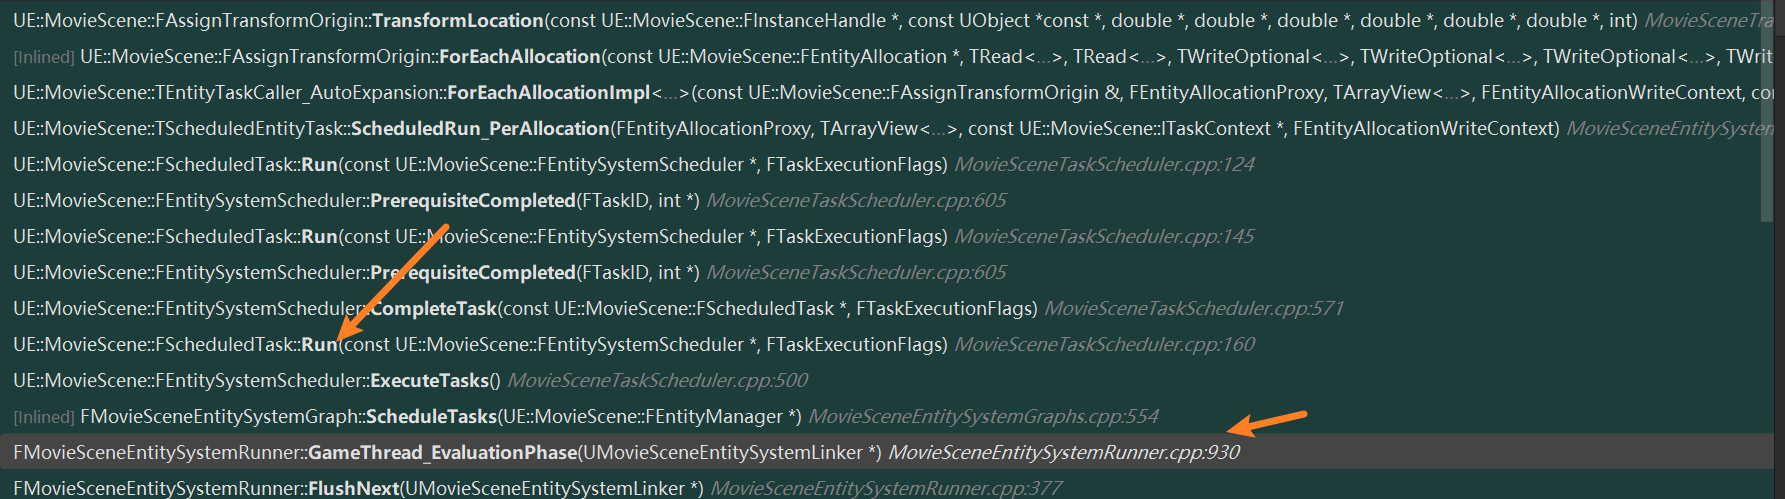 UE::MovieScene::FAssignTransformOrigin::TransformLocation(const UE::MovieScene::FInstanceHandle *, const UObject *const *, double *, double *, double *, double *, double *, double *, int) MovieSceneTra
[Inlined] UE::MovieScene::FAssignTransformOrigin::ForEachAllocation(const UE::MovieScene::FEntityAllocation *, TRead<...>, TRead<...>, TWriteOptional<...>, TWriteOptional<...>, TWriteOptional<...>, TWrit
UE::MovieScene::TEntityTaskCaller_AutoExpansion::ForEachAllocationImpl<...>(const UE::MovieScene::FAssignTransformOrigin &, FEntityAllocationProxy, TArrayView<...>, FEntityAllocationWriteContext, co
UE::MovieScene::TScheduledEntityTask::ScheduledRun_PerAllocation(FEntityAllocationProxy, TArrayView<...>, const UE::MovieScene::ITaskContext *, FEntityAllocationWriteContext) MovieSceneEntitySystem
UE::MovieScene::FScheduledTask::Run(const UE::MovieScene::FEntitySystemScheduler *, FTaskExecutionFlags) MovieSceneTaskScheduler.cpp:124
UE::MovieScene::FEntitySystemScheduler::PrerequisiteCompleted(FTaskID, int *) MovieSceneTaskScheduler.cpp:605
UE::MovieScene::FScheduledTask::Run(const UE::MovieScene::FEntitySystemScheduler *, FTaskExecutionFlags) MovieSceneTaskScheduler.cpp:145
UE::MovieScene::FEntitySystemScheduler::PrerequisiteCompleted(FTaskID, int *) MovieSceneTaskScheduler.cpp:605
UE::MovieScene::FEntitySystemScheduler::CompleteTask(const UE::MovieScene::FScheduledTask *, FTaskExecutionFlags) MovieSceneTaskScheduler.cpp:571
UE::MovieScene::FScheduledTask::Run(const UE::MovieScene::FEntitySystemScheduler *, FTaskExecutionFlags) MovieSceneTaskScheduler.cpp:160
UE::MovieScene::FEntitySystemScheduler::ExecuteTasks() MovieSceneTaskScheduler.cpp:500
[Inlined] FMovieSceneEntitySystemGraph::ScheduleTasks(UE::MovieScene::FEntityManager *) MovieSceneEntitySystemGraphs.cpp:554
FMovieSceneEntitySystemRunner::GameThread_EvaluationPhase(UMovieSceneEntitySystemLinker *) MovieSceneEntitySystemRunner.cpp:930
FMovieSceneEntitySystemRunner::FlushNext(UMovieSceneEntitySystemLinker *) MovieSceneEntitySystemRunner.cpp:377